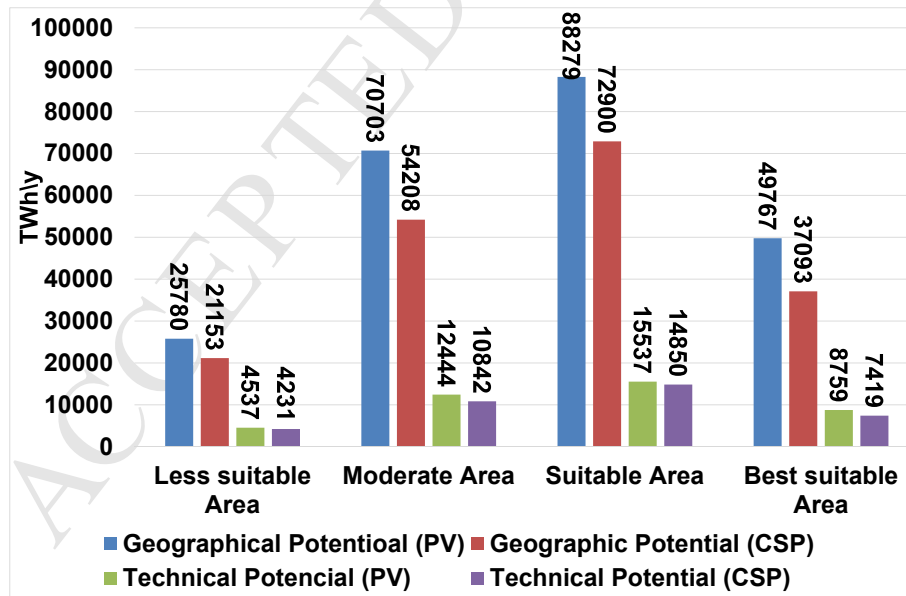 100000
90000
80000
70000
60000
50000
40000
30000
20000
10000
0
TWh\y
25780
21153
4537
4231
70703
54208
12444
10842
88279
72900
15537
14850
49767
37093
8759
7419
Less suitable
Area
Moderate Area
Suitable Area
Best suitable
Area
Geographical Potentioal (PV)
Geographic Potential (CSP)
Technical Potencial (PV)
Technical Potential (CSP)
ACCEPTED